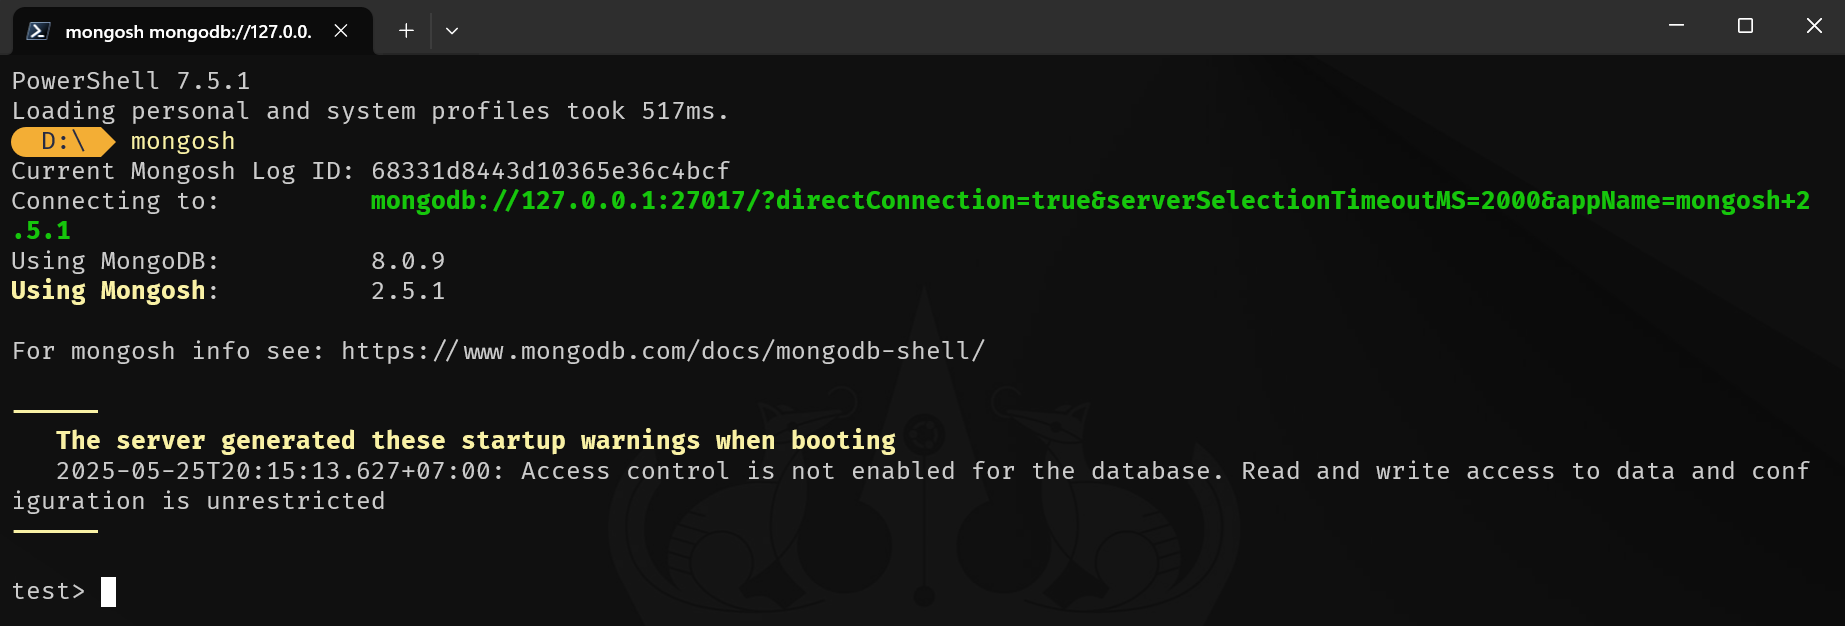 mongosh mongodb://127.0.0.
PowerShell 7.5.1
Loading personal and system profiles took 517ms.
D:\ mongosh
Current Mongosh Log ID: 68331d8443d10365e36c4bcf
Connecting to: mongodb://127.0.0.1:27017/?directConnection=true&serverSelectionTimeoutMS=2000&appName=mongosh+2
.5.1
Using MongoDB: 8.0.9
Using Mongosh: 2.5.1
For mongosh info see: https://www.mongodb.com/docs/mongodb-shell/
------
The server generated these startup warnings when booting
2025-05-25T20:15:13.627+07:00: Access control is not enabled for the database. Read and write access to data and conf
iguration is unrestricted
------
test>